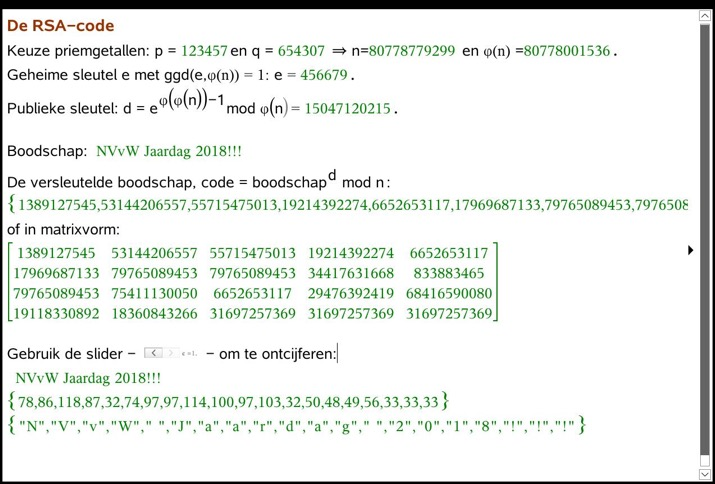 De RSA-code
Keuze priemgetallen: p = 123457 en q = 654307 ⇒ n=80778779299 en φ(n) =80778001536 .
Geheime sleutel e met ggd(e,φ(n)) = 1: e = 456679 .
Publieke sleutel: d = e^φ(φ(n))−1 mod φ(n) = 15047120215 .
Boodschap: NVvW Jaardag 2018!!!
De versleutelde boodschap, code = boodschap^d mod n :
{1389127545,53144206557,55715475013,19214392274,6652653117,17969687133,79765089453,7976508
of in matrixvorm:
1389127545 53144206557 55715475013 19214392274 6652653117
17969687133 79765089453 79765089453 34417631668 833883465
79765089453 75411130050 6652653117 29476392419 68416590080
19118330892 18360843266 31697257369 31697257369 31697257369
Gebruik de slider − − om te ontcijferen:
NVvW Jaardag 2018!!!
{78,86,118,87,32,74,97,97,114,100,97,103,32,50,48,49,56,33,33,33}
{"N","V","v","W"," ","J","a","a","r","d","a","g"," ","2","0","1","8","!","!","!"}